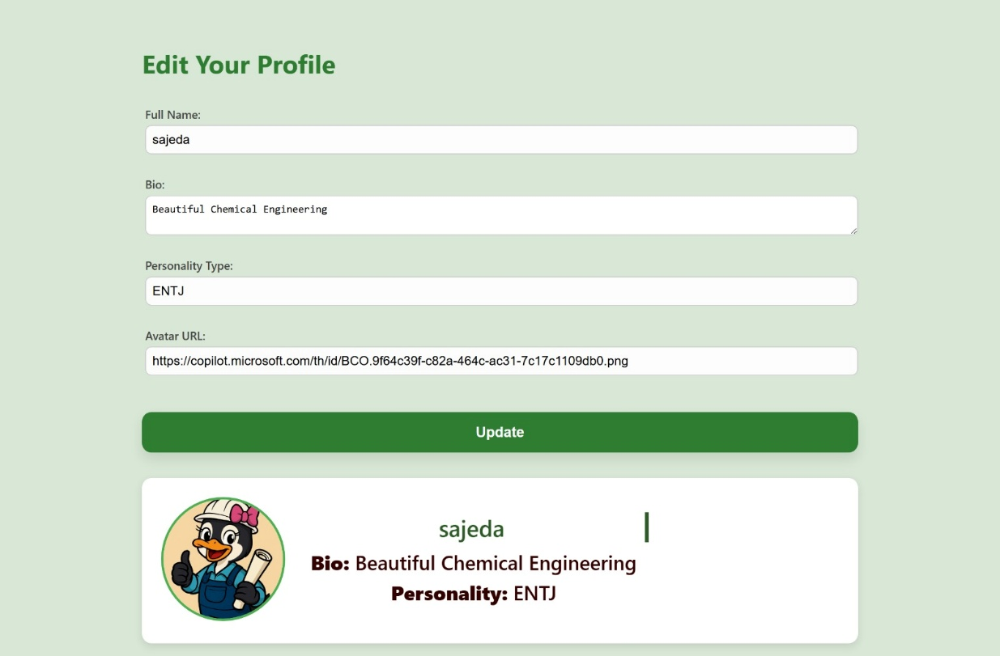 Edit Your Profile
Full Name:
sajeda
Bio:
Beautiful Chemical Engineering
Personality Type:
ENTJ
Avatar URL:
https://copilot.microsoft.com/th/id/BCO.9f64c39f-c82a-464c-ac31-7c17c1109db0.png
Update
sajeda
Bio: Beautiful Chemical Engineering
Personality: ENTJ